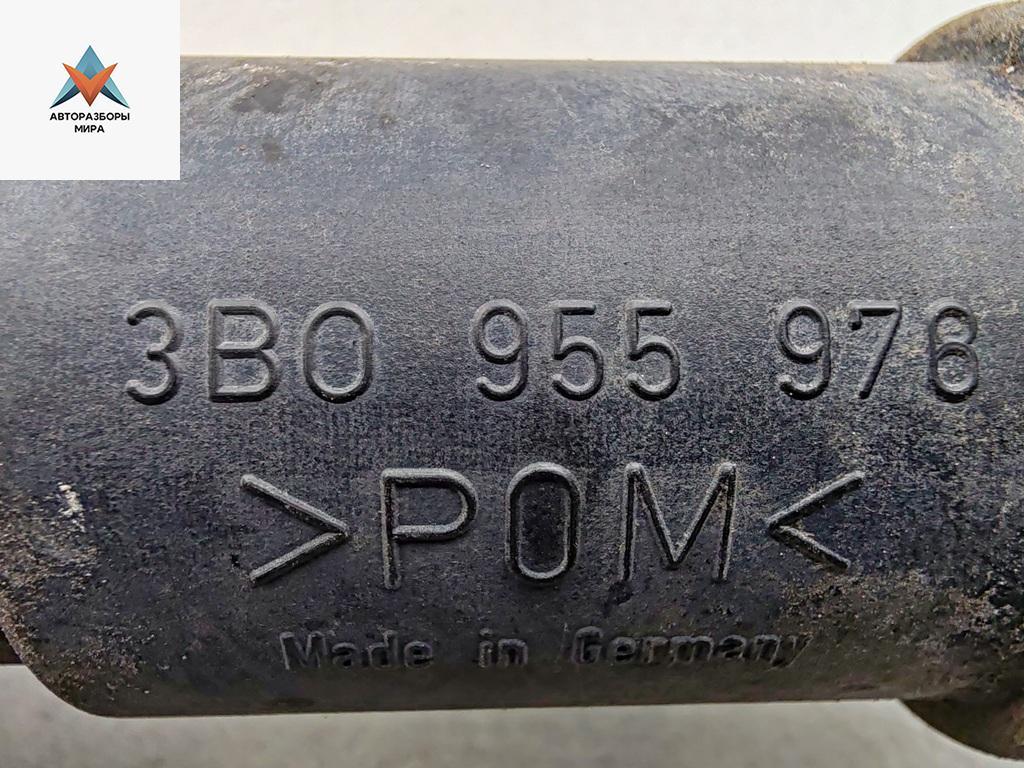 АВТОРАЗБОРЫ
МИРА
3B0 955 978
>POM<
Made in Germany